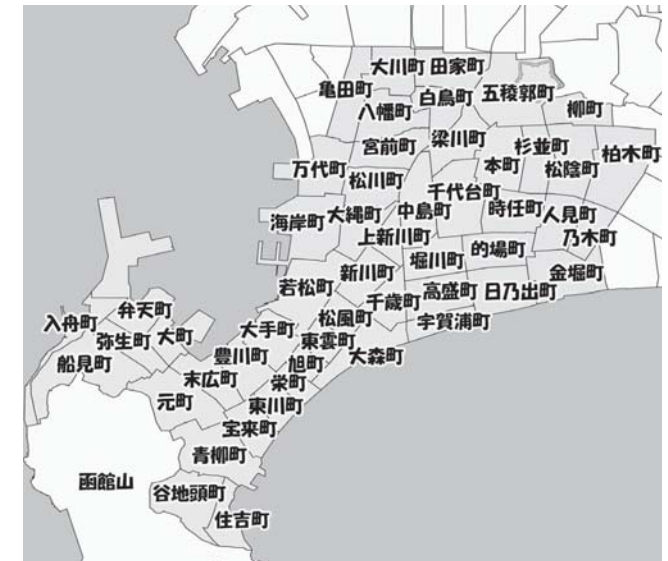 大川町
田家町
亀田町
白鳥町
五稜郭町
八幡町
柳町
宮前町
梁川町
杉並町
柏木町
万代町
松川町
本町
松陰町
千代台町
海岸町
大縄町
中島町
時任町
人見町
上新川町
乃木町
的場町
堀川町
新川町
金堀町
若松町
千歳町
高盛町
日乃出町
弁天町
入舟町
松風町
宇賀浦町
大手町
弥生町
大町
東雲町
豊川町
大森町
船見町
旭町
末広町
栄町
元町
東川町
宝来町
青柳町
函館山
谷地頭町
住吉町